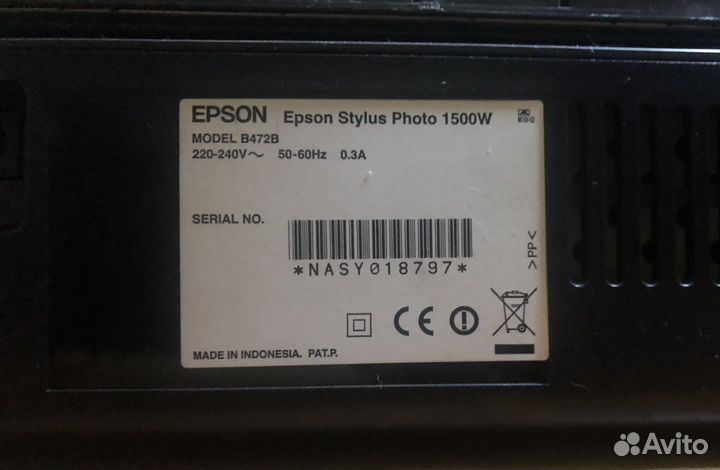 EPSON Epson Stylus Photo 1500W
MODEL B472B
220-240V～ 50-60Hz 0.3A
SERIAL NO.
*NASY018797*
>PP<
CE
MADE IN INDONESIA. PAT.P.
Avito